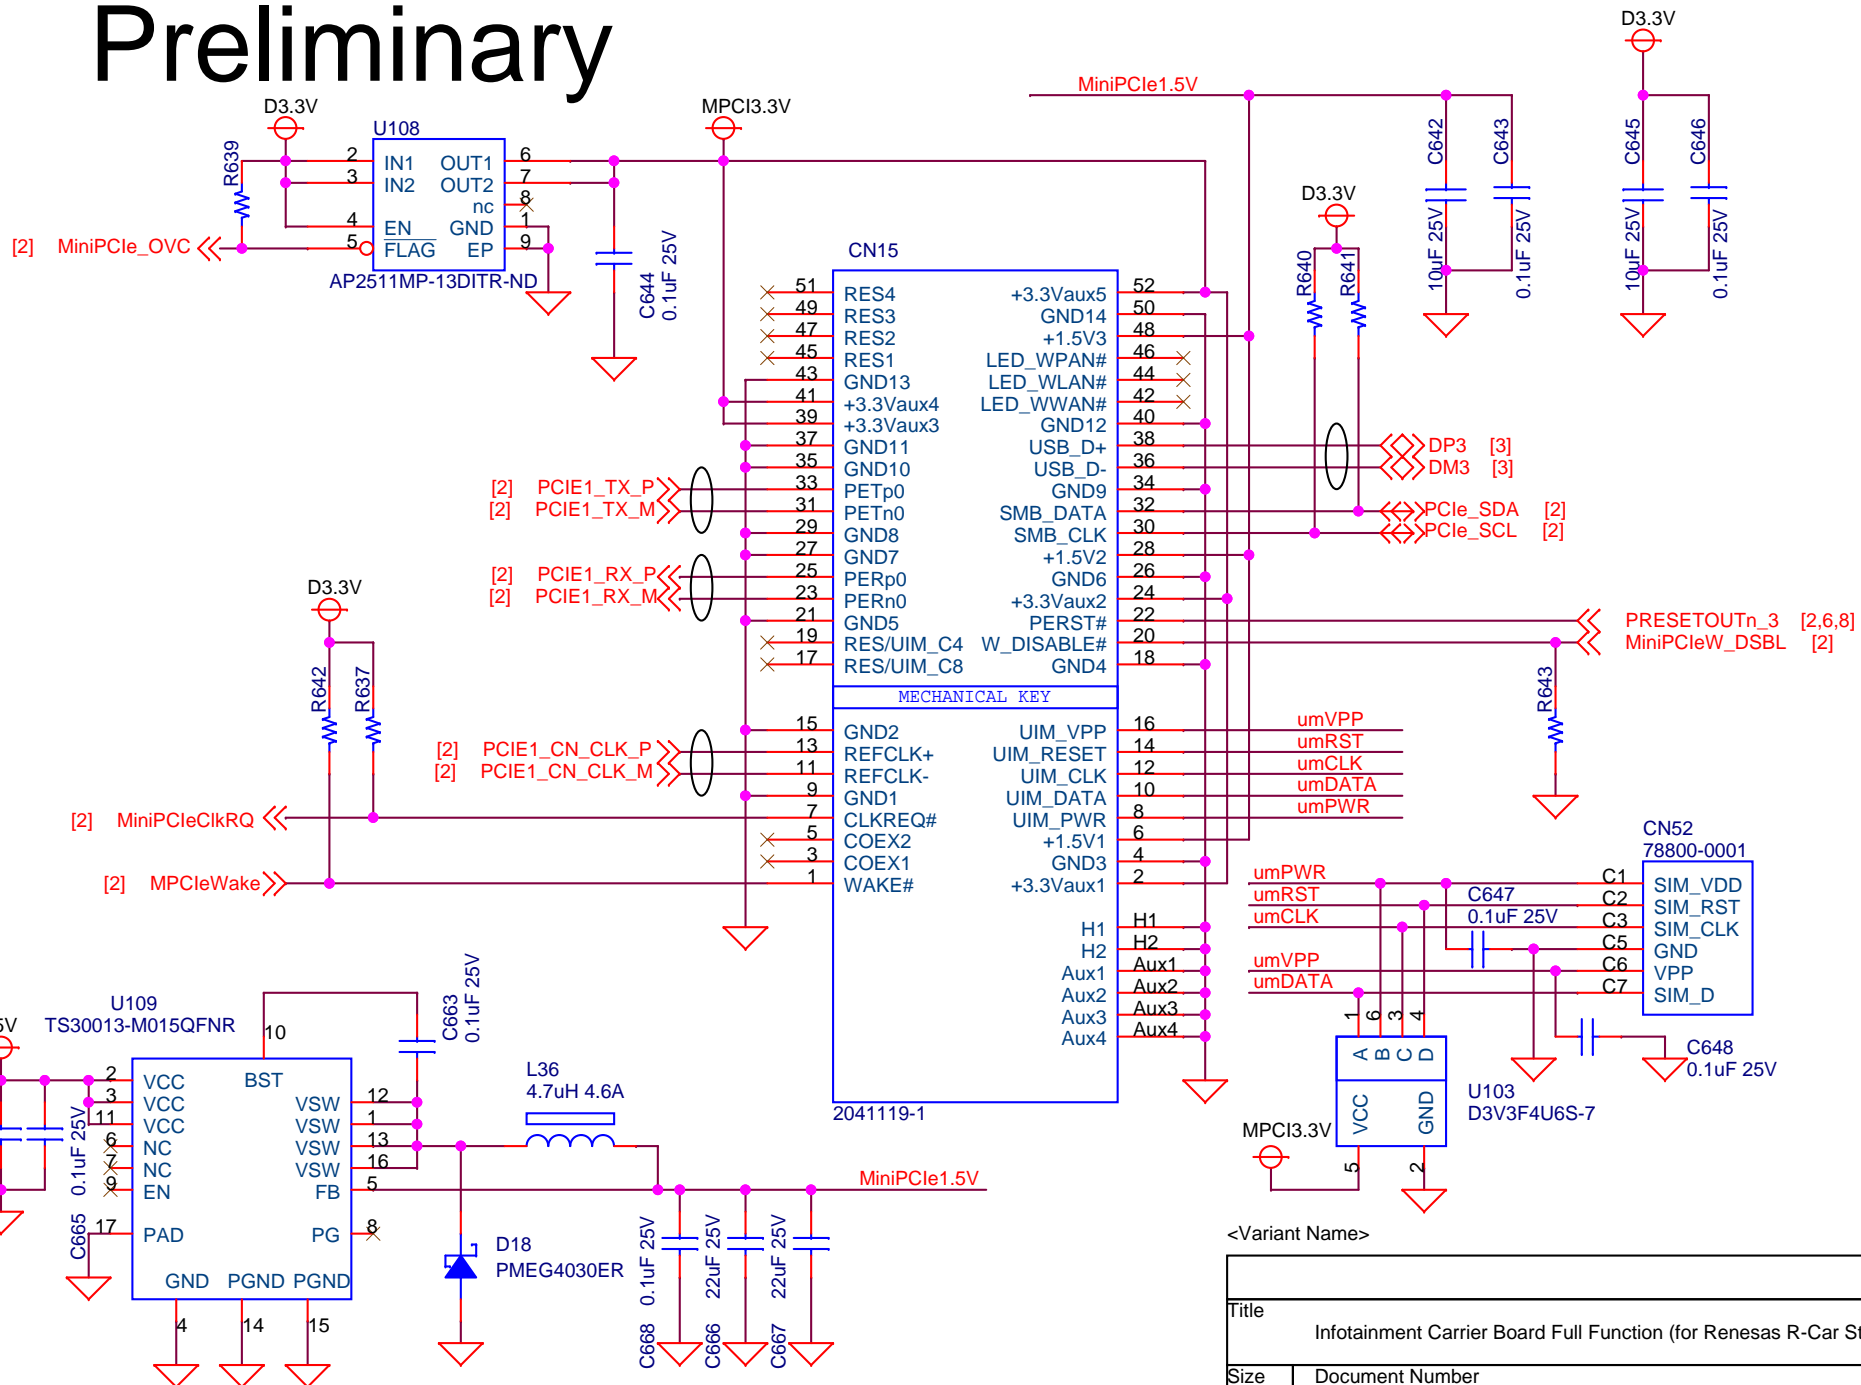 Preliminary
D3.3V
R639
U108
2 IN1 OUT1 6
3 IN2 OUT2 7
nc 8
4 EN GND 1
5 FLAG EP 9
AP2511MP-13DITR-ND
[2] MiniPCIe_OVC
MPCI3.3V
C644
0.1uF 25V
MiniPCIe1.5V
D3.3V
C642
10uF 25V
C643
0.1uF 25V
C645
10uF 25V
C646
0.1uF 25V
D3.3V
R640
R641
CN15
51 RES4 +3.3Vaux5 52
49 RES3 GND14 50
47 RES2 +1.5V3 48
45 RES1 LED_WPAN# 46
43 GND13 LED_WLAN# 44
41 +3.3Vaux4 LED_WWAN# 42
39 +3.3Vaux3 GND12 40
37 GND11 USB_D+ 38
35 GND10 USB_D- 36
33 PETp0 GND9 34
31 PETn0 SMB_DATA 32
29 GND8 SMB_CLK 30
27 GND7 +1.5V2 28
25 PERp0 GND6 26
23 PERn0 +3.3Vaux2 24
21 GND5 PERST# 22
19 RES/UIM_C4 W_DISABLE# 20
17 RES/UIM_C8 GND4 18
MECHANICAL KEY
15 GND2 UIM_VPP 16
13 REFCLK+ UIM_RESET 14
11 REFCLK- UIM_CLK 12
9 GND1 UIM_DATA 10
7 CLKREQ# UIM_PWR 8
5 COEX2 +1.5V1 6
3 COEX1 GND3 4
1 WAKE# +3.3Vaux1 2
H1 H1
H2 H2
Aux1 Aux1
Aux2 Aux2
Aux3 Aux3
Aux4 Aux4
2041119-1
[2] PCIE1_TX_P
[2] PCIE1_TX_M
[2] PCIE1_RX_P
[2] PCIE1_RX_M
D3.3V
R642
R637
[2] PCIE1_CN_CLK_P
[2] PCIE1_CN_CLK_M
[2] MiniPCIeClkRQ
[2] MPCIeWake
DP3 [3]
DM3 [3]
PCIe_SDA [2]
PCIe_SCL [2]
PRESETOUTn_3 [2,6,8]
MiniPCIeW_DSBL [2]
R643
umVPP
umRST
umCLK
umDATA
umPWR
CN52
78800-0001
umPWR C1 SIM_VDD
umRST C2 SIM_RST
umCLK C3 SIM_CLK
C5 GND
umVPP C6 VPP
umDATA C7 SIM_D
C647
0.1uF 25V
C648
0.1uF 25V
1 6 3 4
A B C D
VCC GND
5 2
U103
D3V3F4U6S-7
MPCI3.3V
5V
U109
TS30013-M015QFNR
10
BST
2 VCC
3 VCC VSW 12
11 VCC VSW 1
6 NC VSW 13
7 NC VSW 16
9 EN FB 5
17 PAD PG 8
GND PGND PGND
4 14 15
C665
0.1uF 25V
C663
0.1uF 25V
L36
4.7uH 4.6A
MiniPCIe1.5V
D18
PMEG4030ER
C668 0.1uF 25V
C666 22uF 25V
C667 22uF 25V
<Variant Name>
Title
Infotainment Carrier Board Full Function (for Renesas R-Car St
Size Document Number